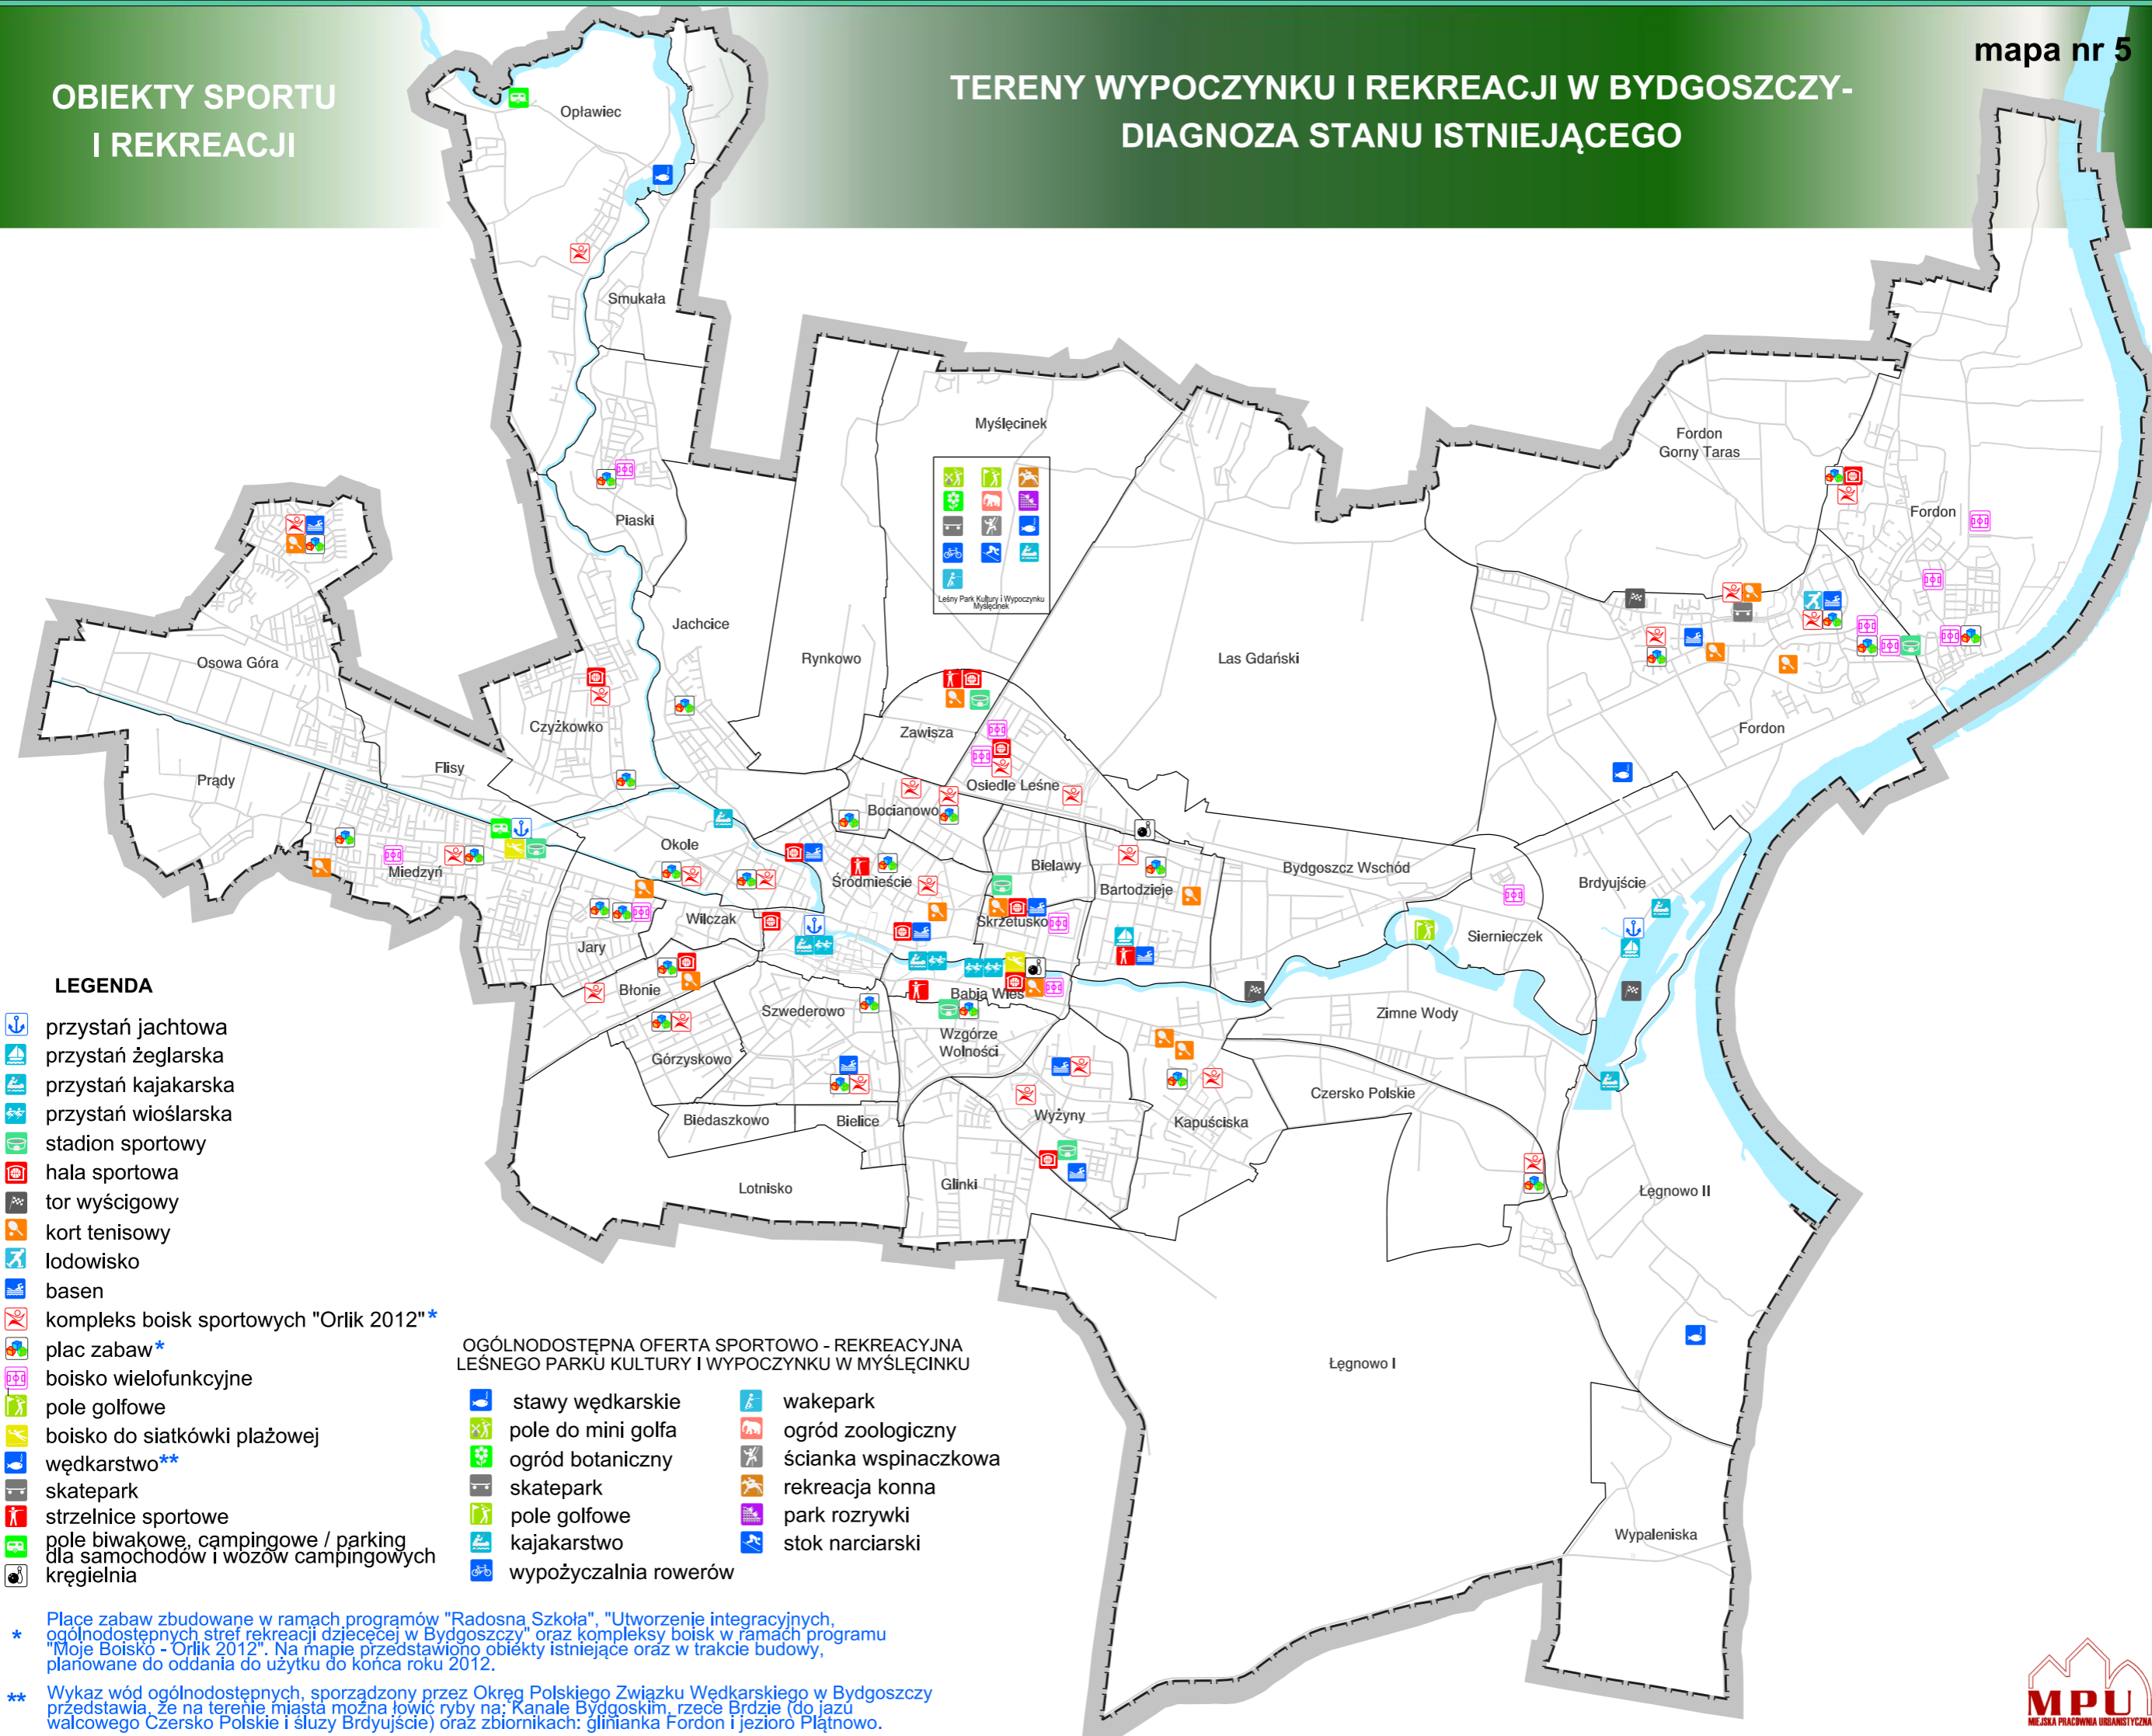 mapa nr 5
OBIEKTY SPORTU
I REKREACJI
TERENY WYPOCZYNKU I REKREACJI W BYDGOSZCZY-
DIAGNOZA STANU ISTNIEJĄCEGO
Opławiec
Smukała
Myślęcinek
Fordon
Gorny Taras
Fordon
Piaski
Leśny Park Kultury i Wypoczynku
Myślęcinek
Jachcice
Osowa Góra
Rynkowo
Las Gdański
Czyżkowko
Zawisza
Fordon
Flisy
Prądy
Osiedle Leśne
Bocianowo
Okole
Miedzyń
Śródmieście
Bielawy
Bartodzieje
Bydgoszcz Wschód
Brdyujście
Wilczak
Skrzetusko
Siernieczek
Jary
Błonie
Babia Wieś
Szwederowo
Zimne Wody
Wzgórze
Wolności
Górzyskowo
Czersko Polskie
Biedaszkowo
Bielice
Wyżyny
Kapuściska
Lotnisko
Glinki
Łęgnowo II
Łęgnowo I
Wypaleniska
LEGENDA
przystań jachtowa
przystań żeglarska
przystań kajakarska
przystań wioślarska
stadion sportowy
hala sportowa
tor wyścigowy
kort tenisowy
lodowisko
basen
kompleks boisk sportowych "Orlik 2012"*
plac zabaw*
boisko wielofunkcyjne
pole golfowe
boisko do siatkówki plażowej
wędkarstwo**
skatepark
strzelnice sportowe
pole biwakowe, campingowe / parking
dla samochodów i wozów campingowych
kręgielnia
OGÓLNODOSTĘPNA OFERTA SPORTOWO - REKREACYJNA
LEŚNEGO PARKU KULTURY I WYPOCZYNKU W MYŚLĘCINKU
stawy wędkarskie
pole do mini golfa
ogród botaniczny
skatepark
pole golfowe
kajakarstwo
wypożyczalnia rowerów
wakepark
ogród zoologiczny
ścianka wspinaczkowa
rekreacja konna
park rozrywki
stok narciarski
* Place zabaw zbudowane w ramach programów "Radosna Szkoła", "Utworzenie integracyjnych,
ogólnodostępnych stref rekreacji dziecęcej w Bydgoszczy" oraz kompleksy boisk w ramach programu
"Moje Boisko - Orlik 2012". Na mapie przedstawiono obiekty istniejące oraz w trakcie budowy,
planowane do oddania do użytku do końca roku 2012.
** Wykaz wód ogólnodostępnych, sporządzony przez Okręg Polskiego Związku Wędkarskiego w Bydgoszczy
przedstawia, że na terenie miasta można łowić ryby na: Kanale Bydgoskim, rzece Brdzie (do jazu
walcowego Czersko Polskie i śluzy Brdyujście) oraz zbiornikach: glinianka Fordon i jezioro Plątnowo.
MPU
MIEJSKA PRACOWNIA URBANISTYCZNA